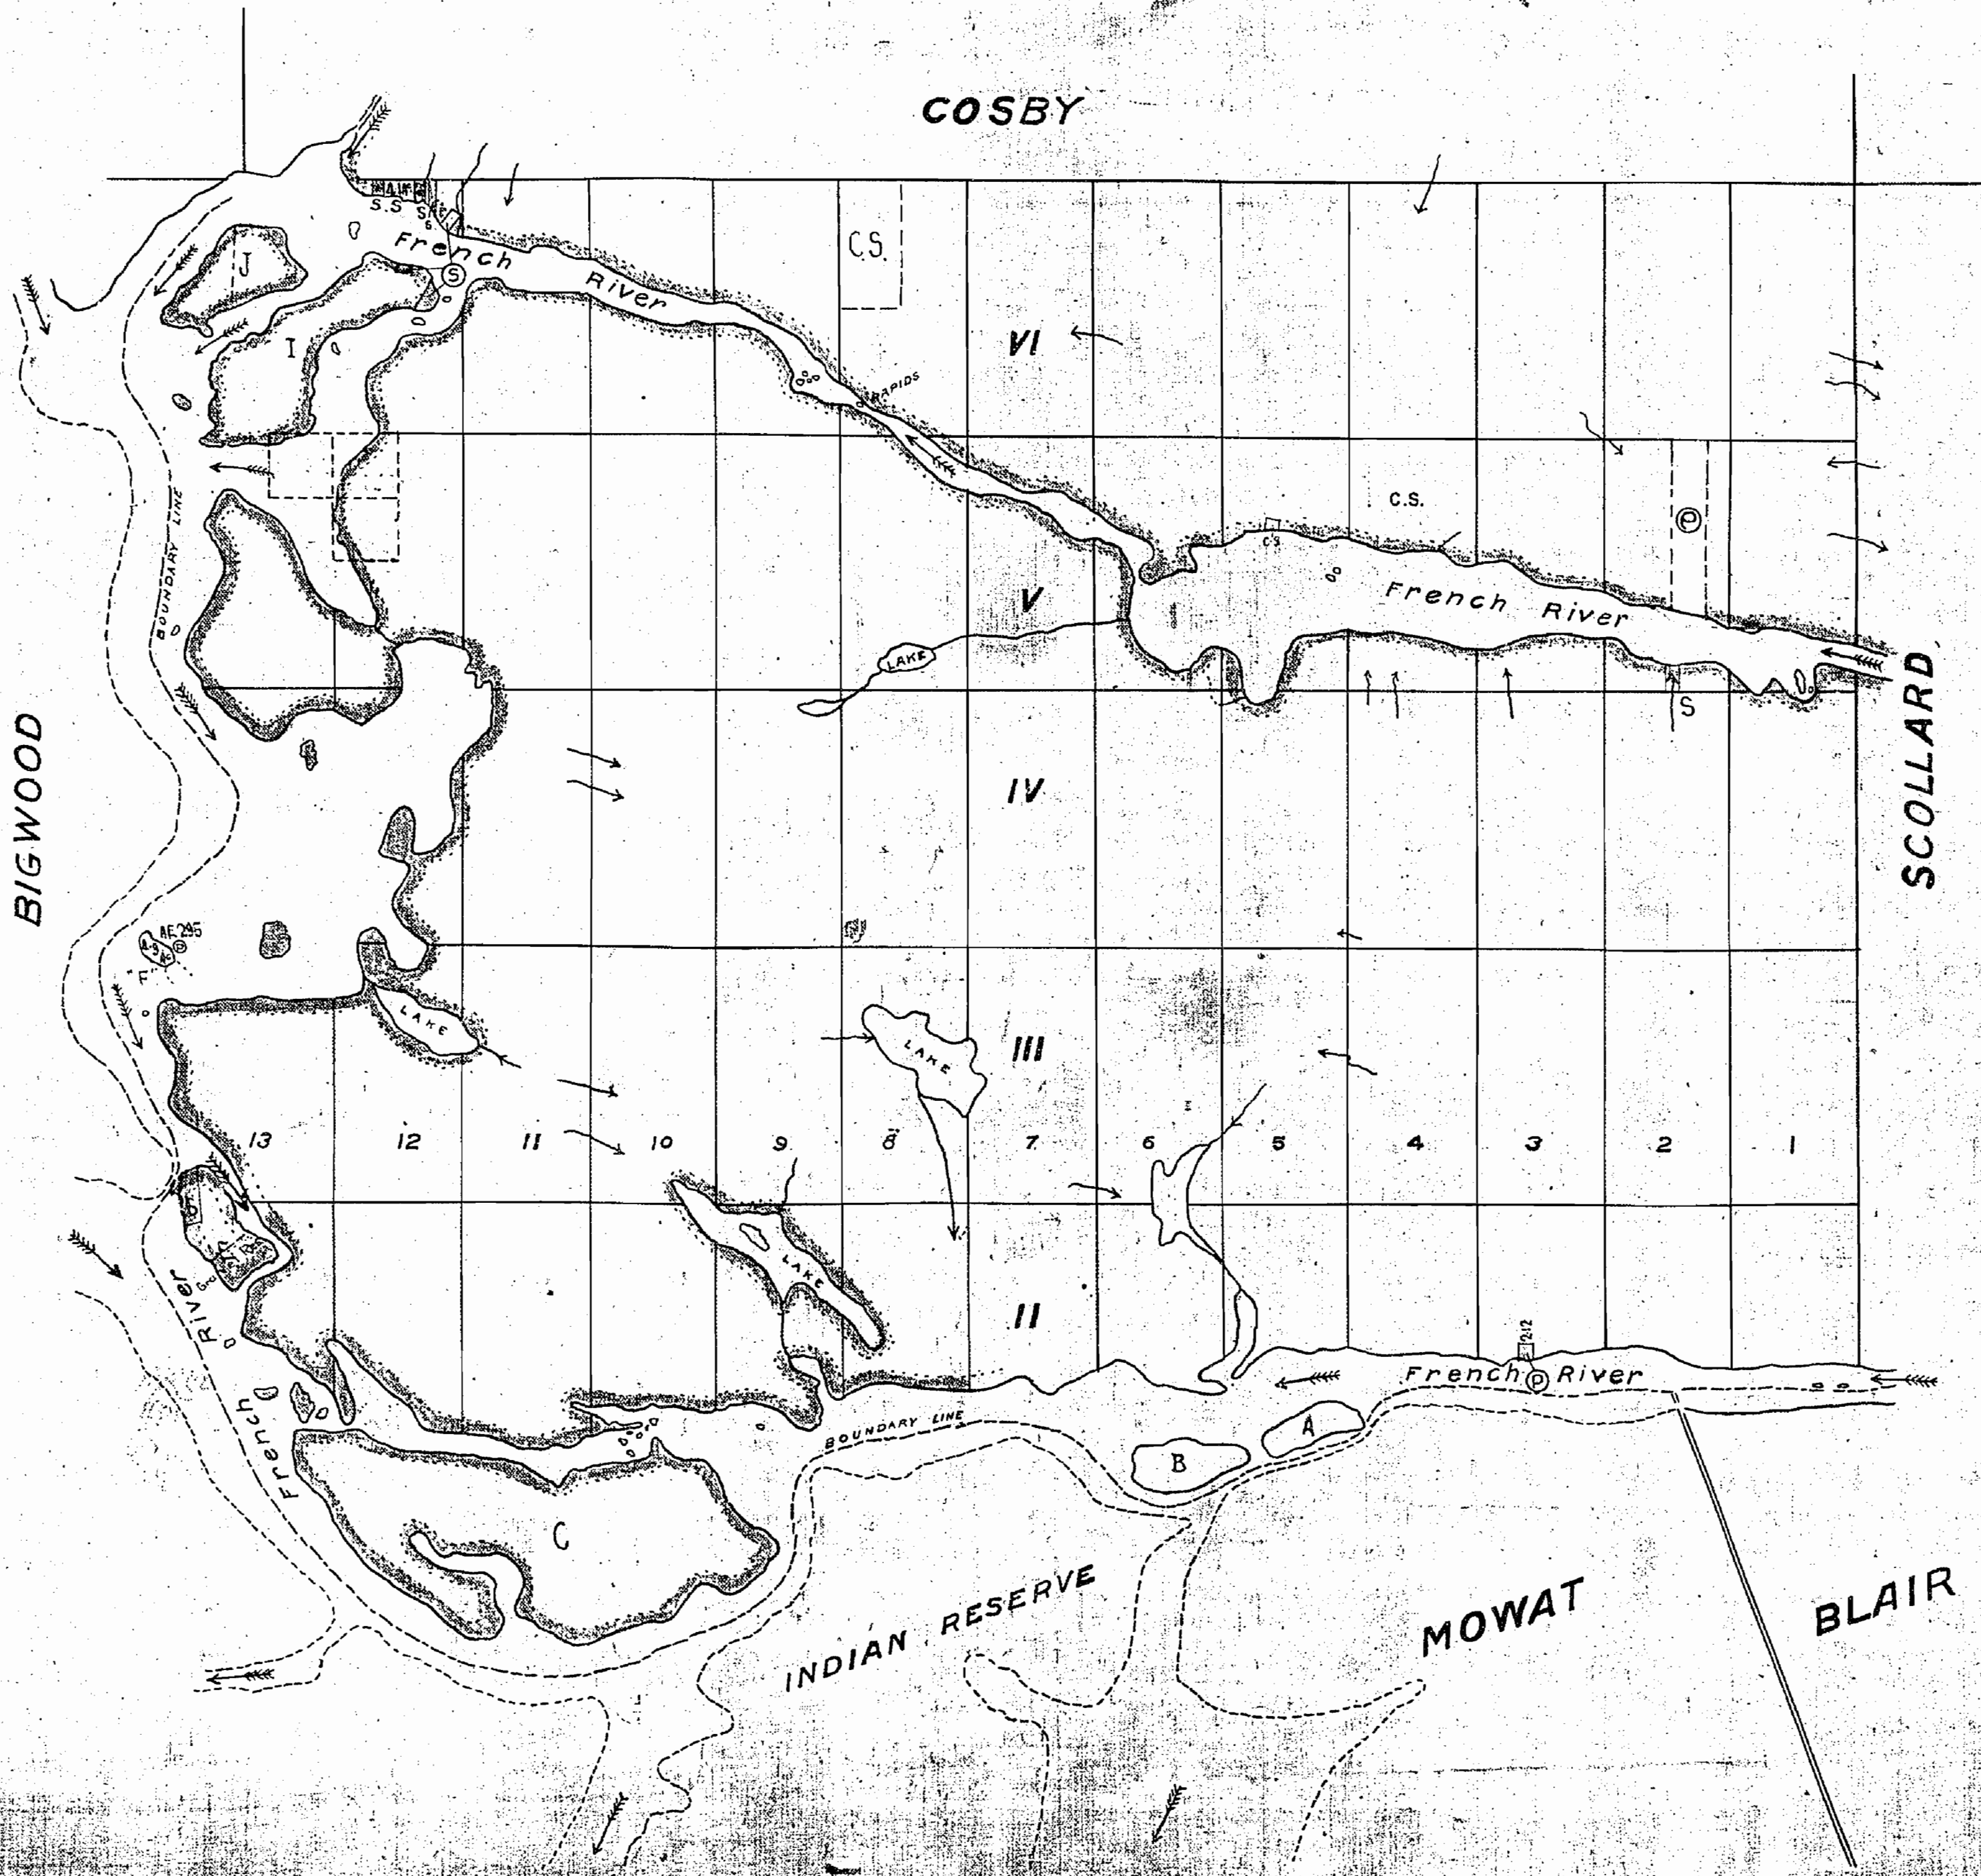 COSBY
S.S
French River
J
S
C.S.
I
VI
RAPIDS
C.S.
P
BOUNDARY LINE
C.S
French River
V
LAKE
S
SCOLLARD
BIGWOOD
IV
AE 295
A-9
P
"F"
LAKE
LAKE
III
13 12 11 10 9 8 7 6 5 4 3 2 1
D
LAKE
II
212
French River
P
French River
BOUNDARY LINE
A
B
C
INDIAN RESERVE
MOWAT
BLAIR